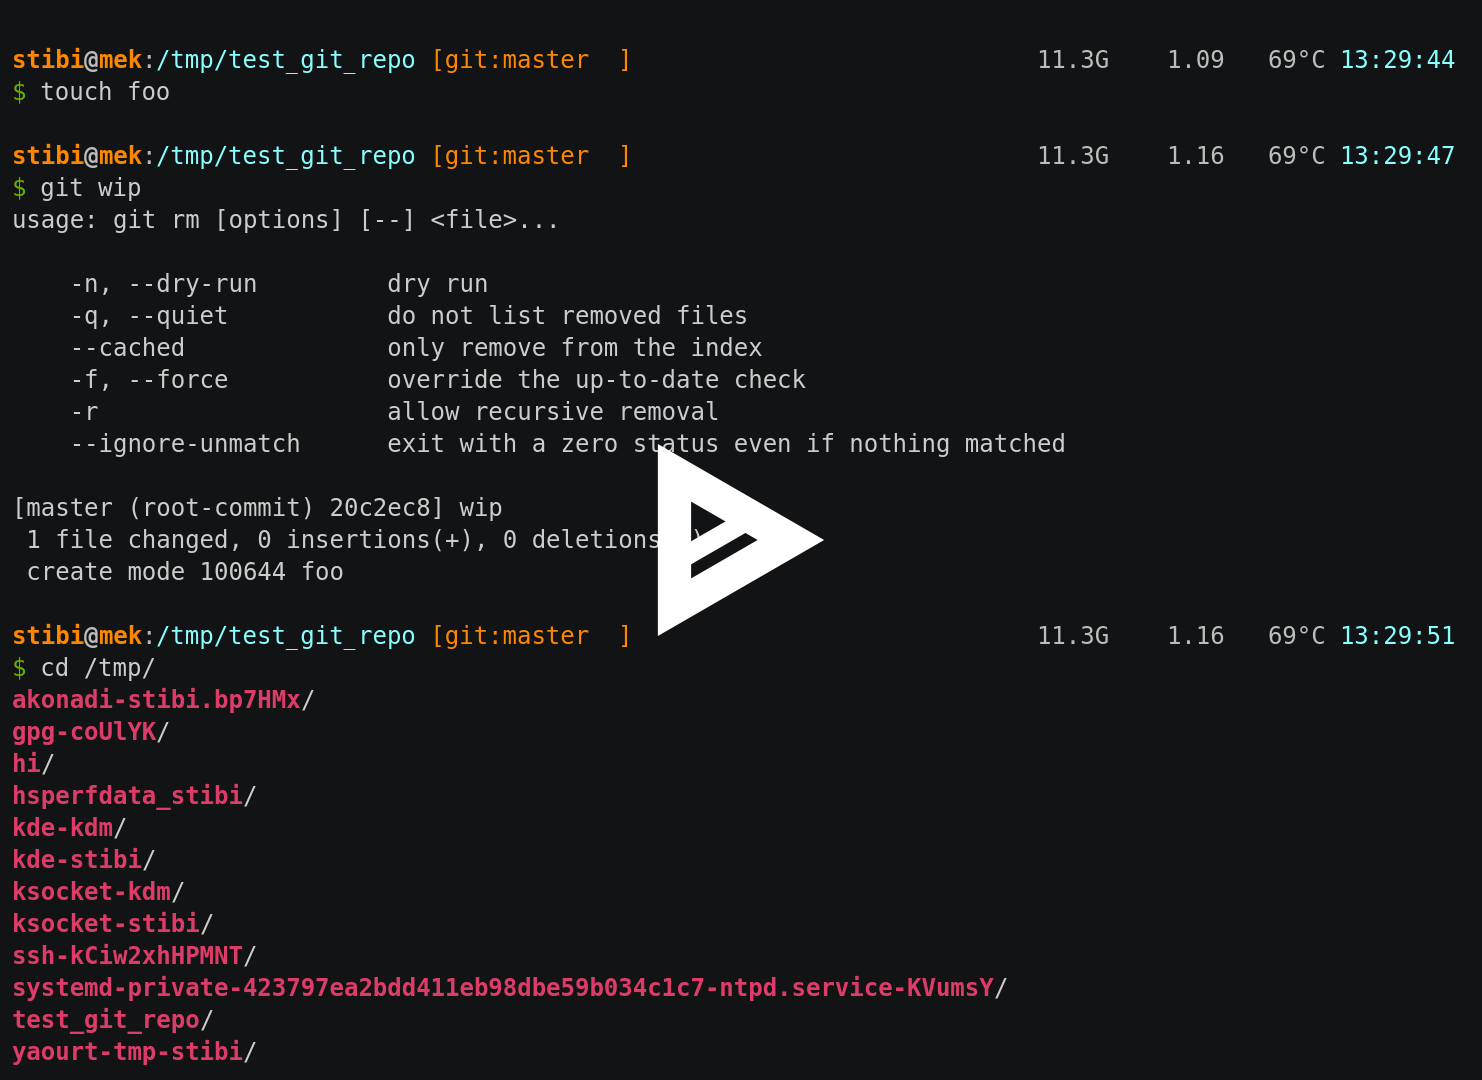 stibi@mek:/tmp/test_git_repo [git:master  ] 11.3G 1.09 69°C 13:29:44
$ touch foo
stibi@mek:/tmp/test_git_repo [git:master  ] 11.3G 1.16 69°C 13:29:47
$ git wip
usage: git rm [options] [--] <file>...
-n, --dry-run dry run
-q, --quiet do not list removed files
--cached only remove from the index
-f, --force override the up-to-date check
-r allow recursive removal
--ignore-unmatch exit with a zero status even if nothing matched
[master (root-commit) 20c2ec8] wip
1 file changed, 0 insertions(+), 0 deletions
create mode 100644 foo
stibi@mek:/tmp/test_git_repo [git:master  ] 11.3G 1.16 69°C 13:29:51
$ cd /tmp/
akonadi-stibi.bp7HMx/
gpg-coUlYK/
hi/
hsperfdata_stibi/
kde-kdm/
kde-stibi/
ksocket-kdm/
ksocket-stibi/
ssh-kCiw2xhHPMNT/
systemd-private-423797ea2bdd411eb98dbe59b034c1c7-ntpd.service-KVumsY/
test_git_repo/
yaourt-tmp-stibi/